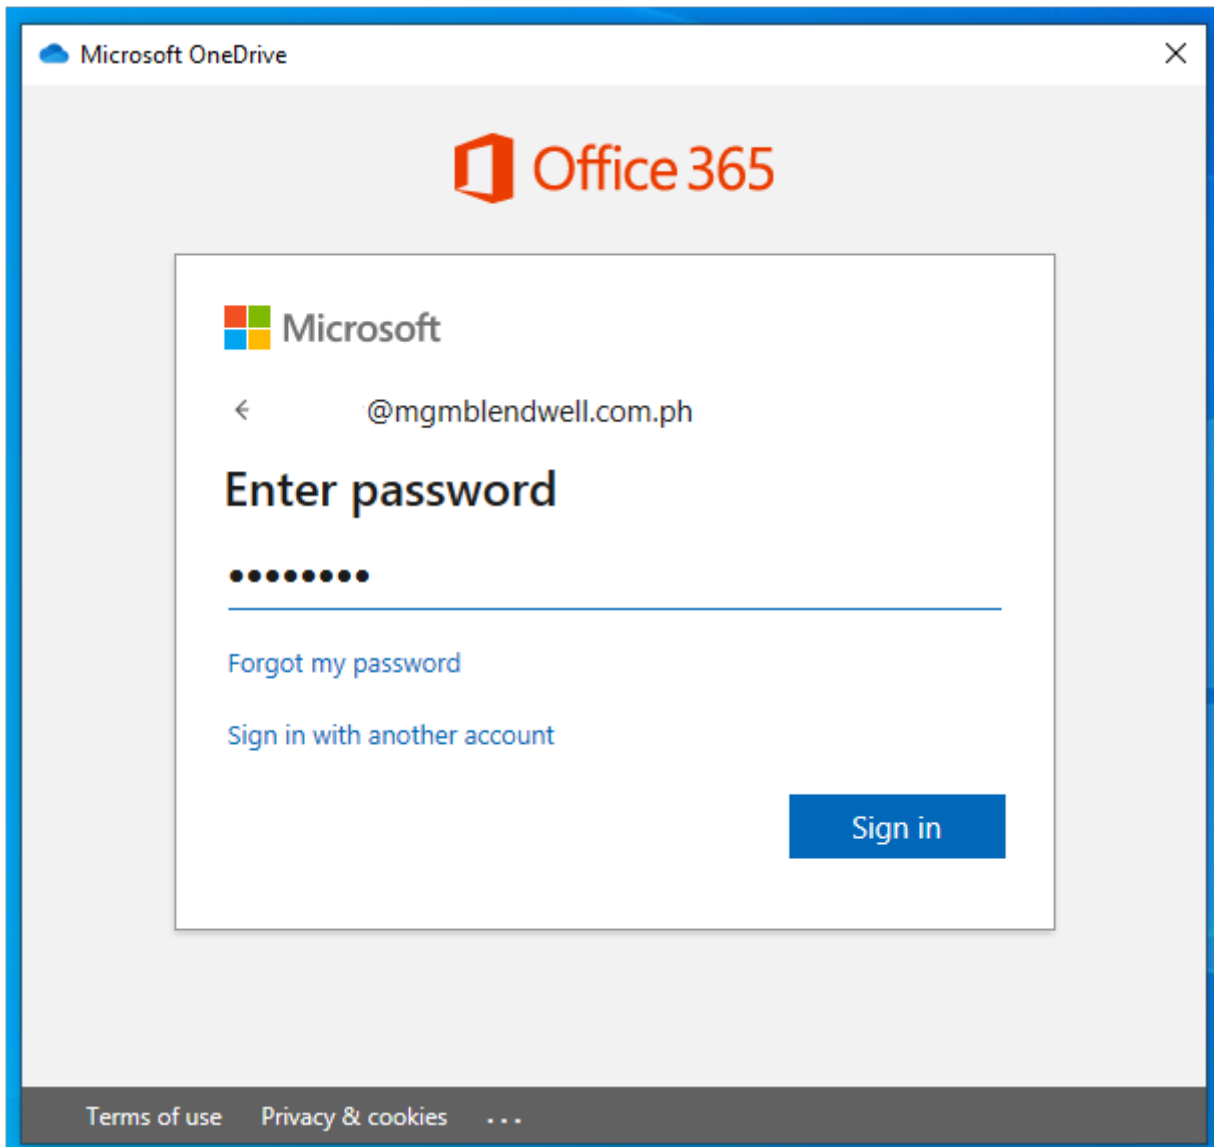 Microsoft OneDrive
Office 365
Microsoft
@mgmblendwell.com.ph
Enter password
••••••••
Forgot my password
Sign in with another account
Sign in
Terms of use Privacy & cookies ...